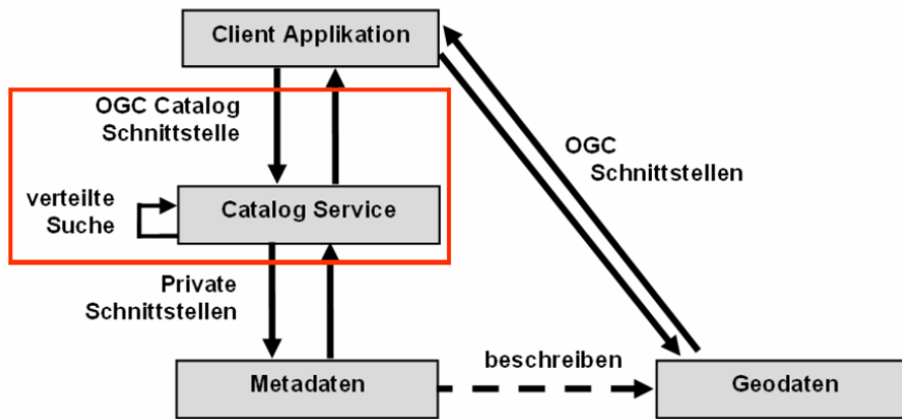 Client Applikation
OGC Catalog
Schnittstelle
OGC
Schnittstellen
verteilte
Suche
Catalog Service
Private
Schnittstellen
beschreiben
Metadaten
Geodaten